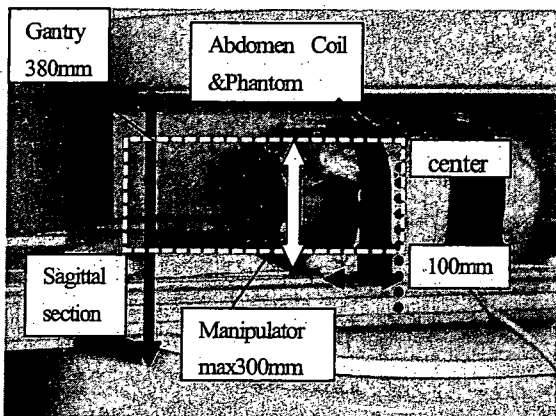 Gantry
380mm
Abdomen Coil
&Phantom
center
100mm
Sagittal
section
Manipulator
max300mm